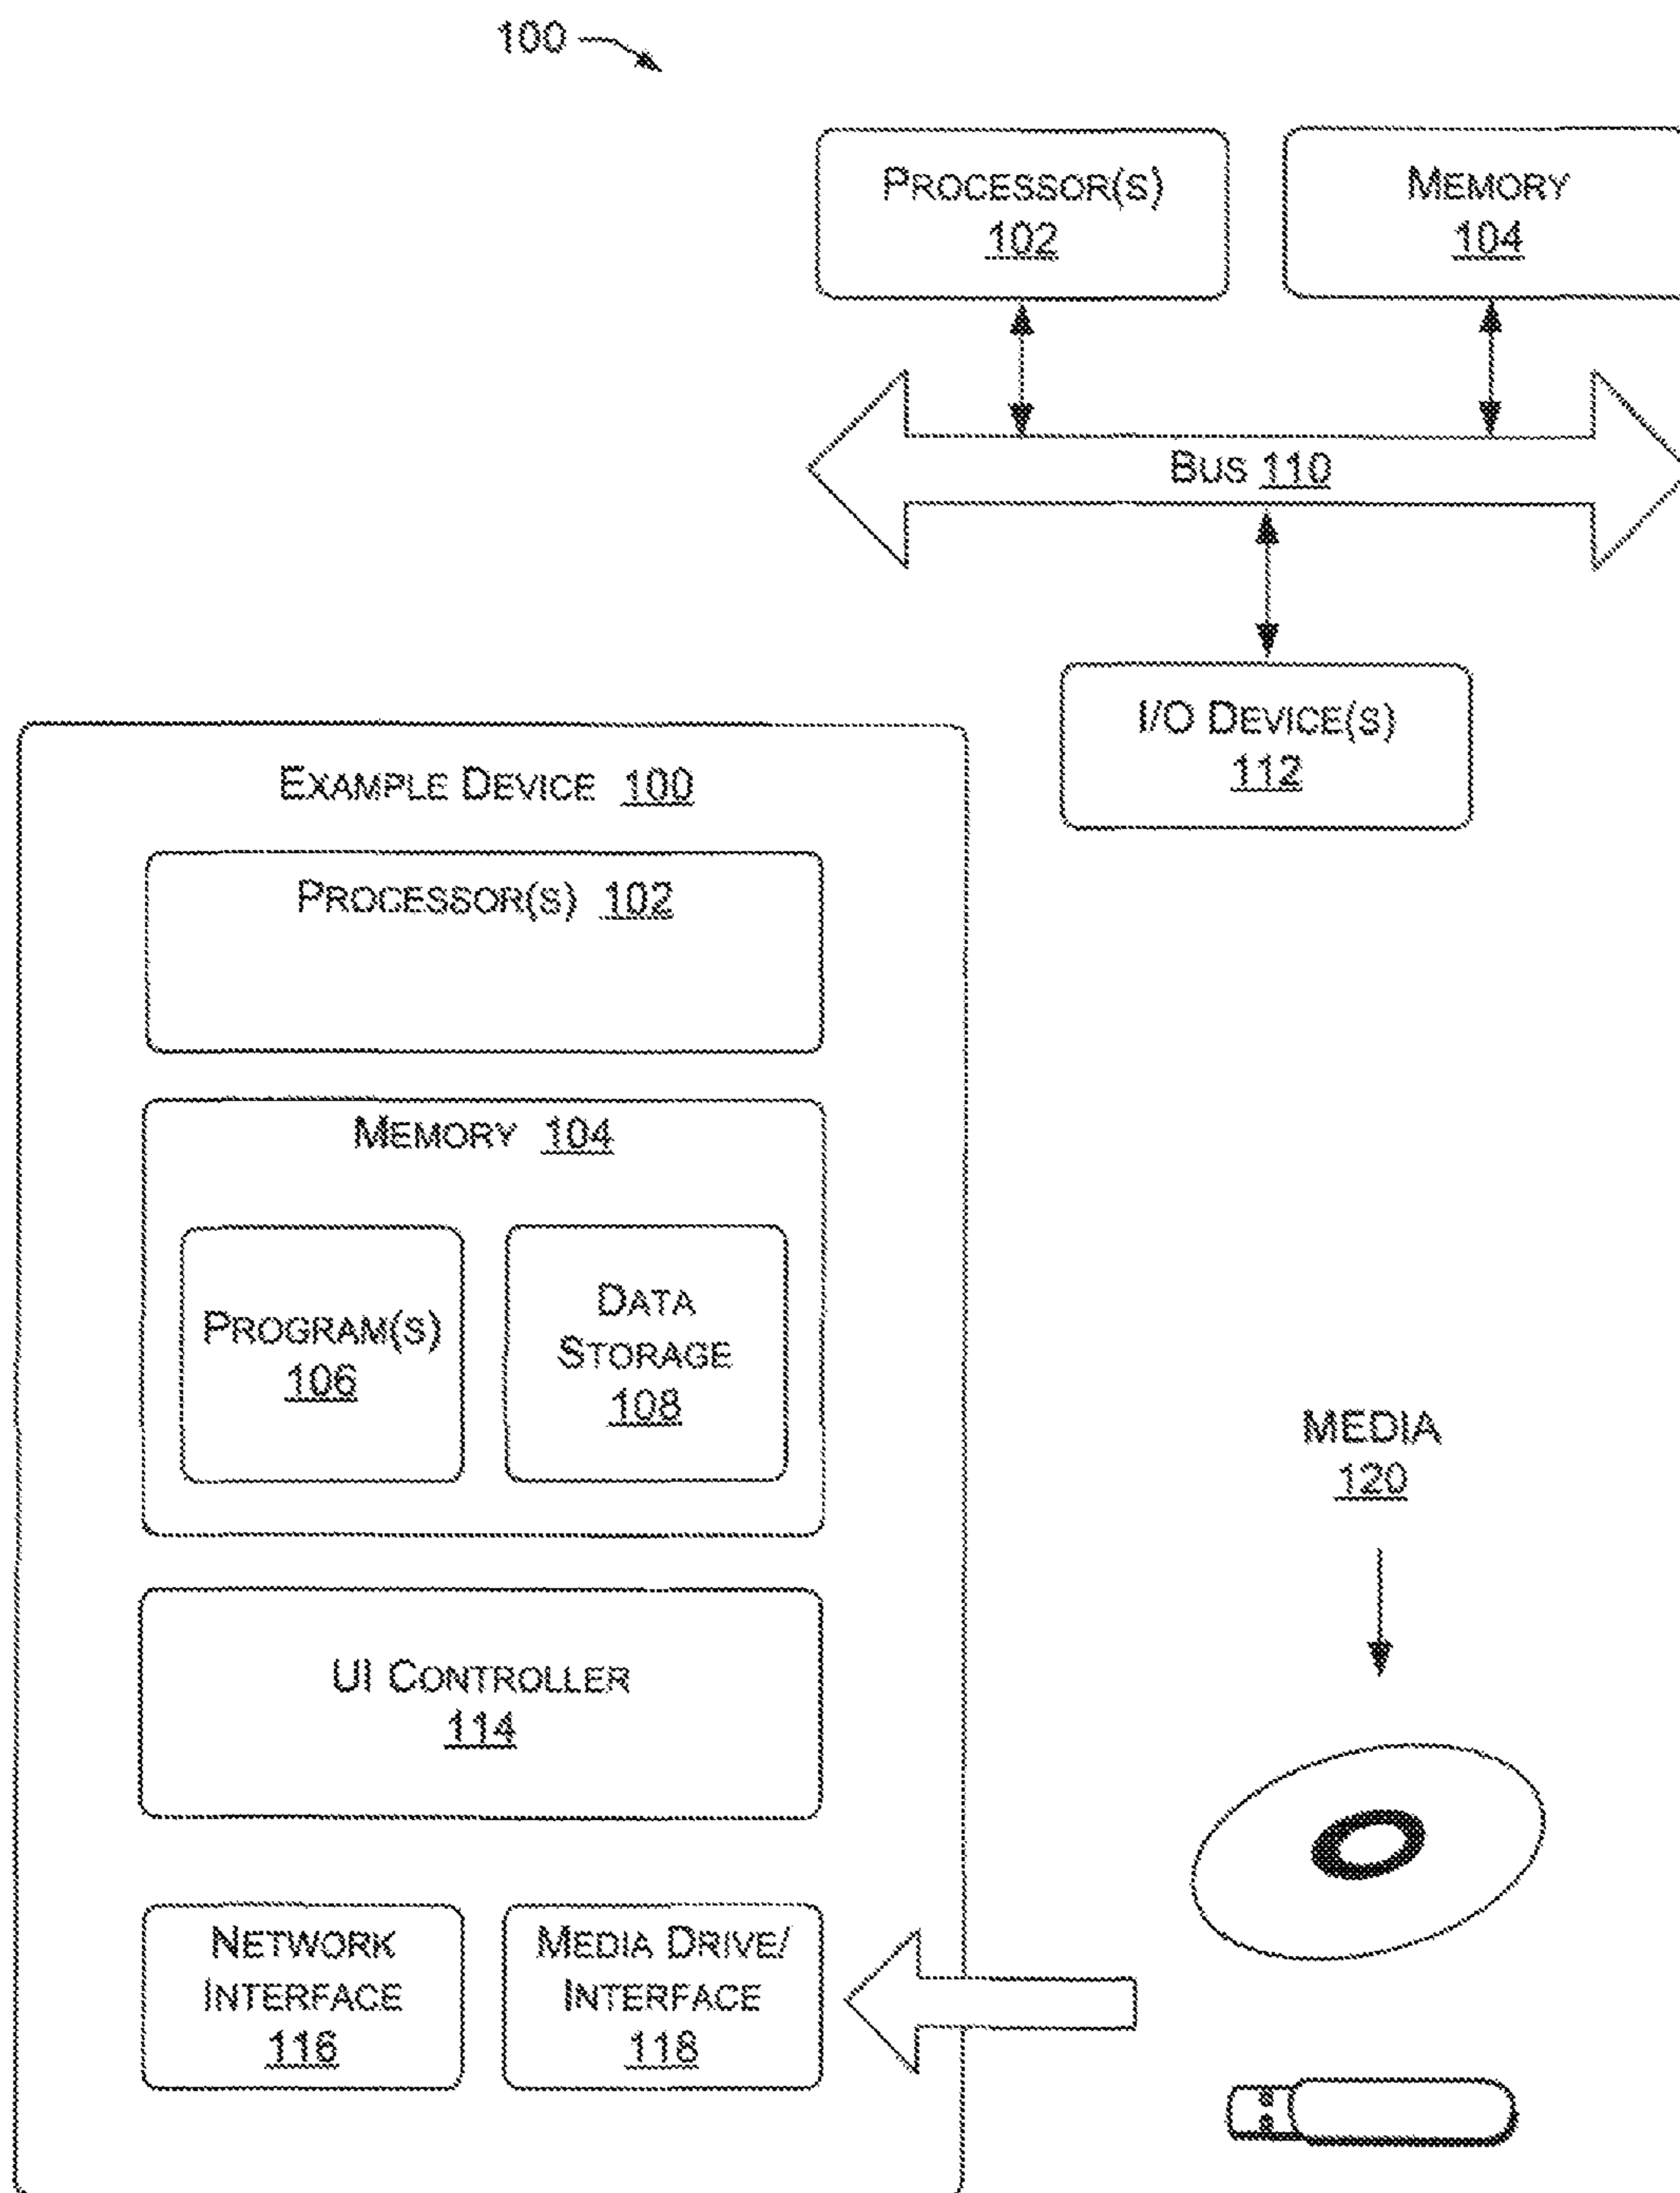 100
PROCESSOR(S)
102
MEMORY
104
BUS 110
I/O DEVICE(S)
112
EXAMPLE DEVICE 100
PROCESSOR(S) 102
MEMORY 104
PROGRAM(S)
106
DATA
STORAGE
108
UI CONTROLLER
114
NETWORK
INTERFACE
116
MEDIA DRIVE/
INTERFACE
118
MEDIA
120